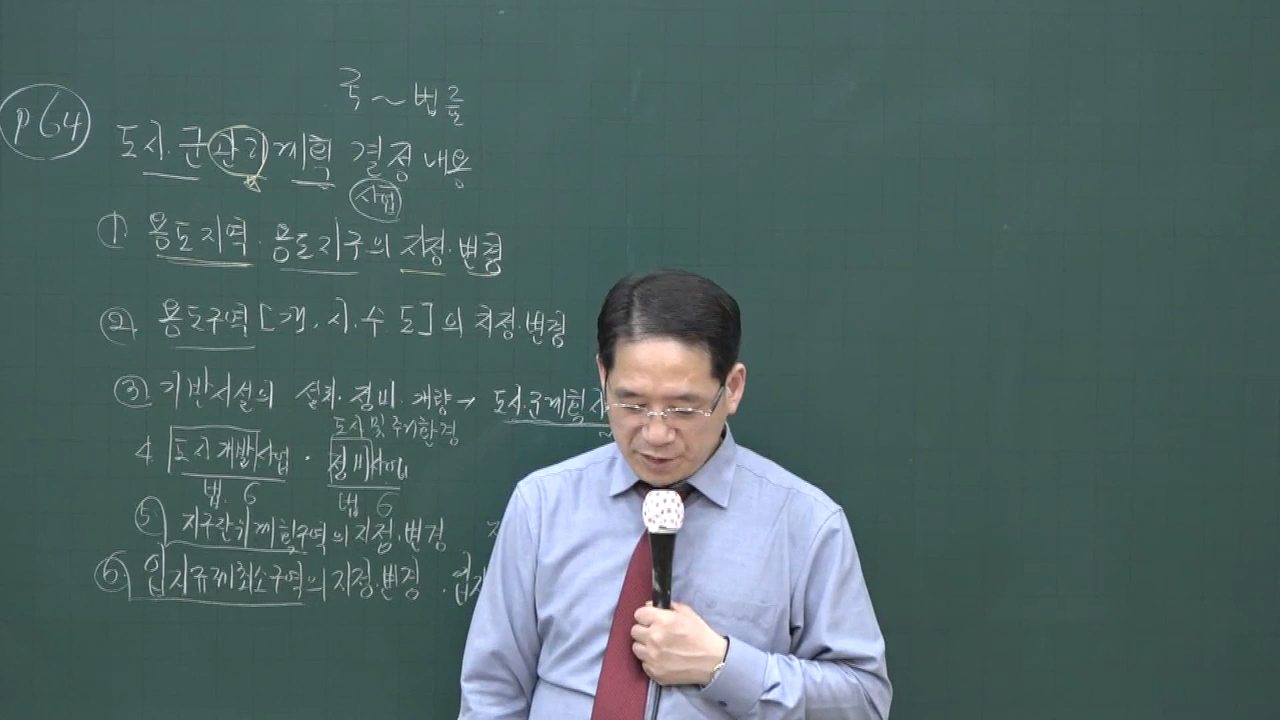 국~법률
P64
도시.군관리계획 결정 내용
사법
① 용도지역.용도지구의 지정.변경
② 용도구역[개.시.수.도]의 지정.변경
③ 기반시설의 설치.정비.개량→도시.군계획시
도시및주거환경
4 도시개발사업.정비사업
법.6 법 6
⑤ 지구단위계획구역의 지정.변경
⑥ 입지규제최소구역의 지정.변경 .입지